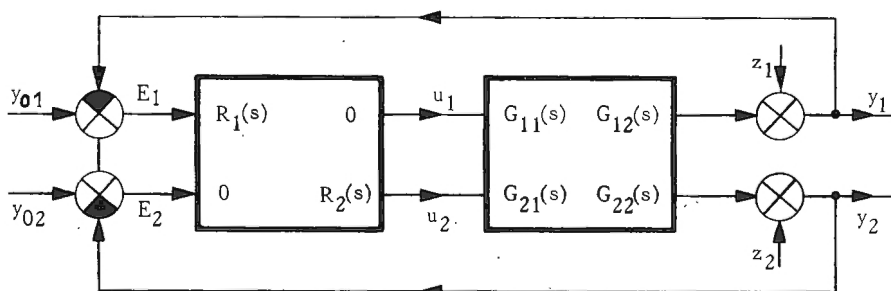 z₁
y₀₁ E₁ R₁(s) 0 u₁ G₁₁(s) G₁₂(s) y₁
y₀₂ E₂ 0 R₂(s) u₂ G₂₁(s) G₂₂(s) y₂
z₂